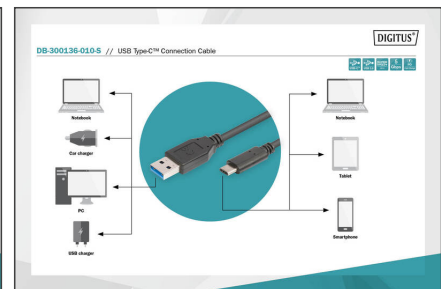 DIGITUS®
DB-300136-010-S // USB Type-C™ Connection Cable
Notebook
Car charger
PC
USB charger
Notebook
Tablet
Smartphone